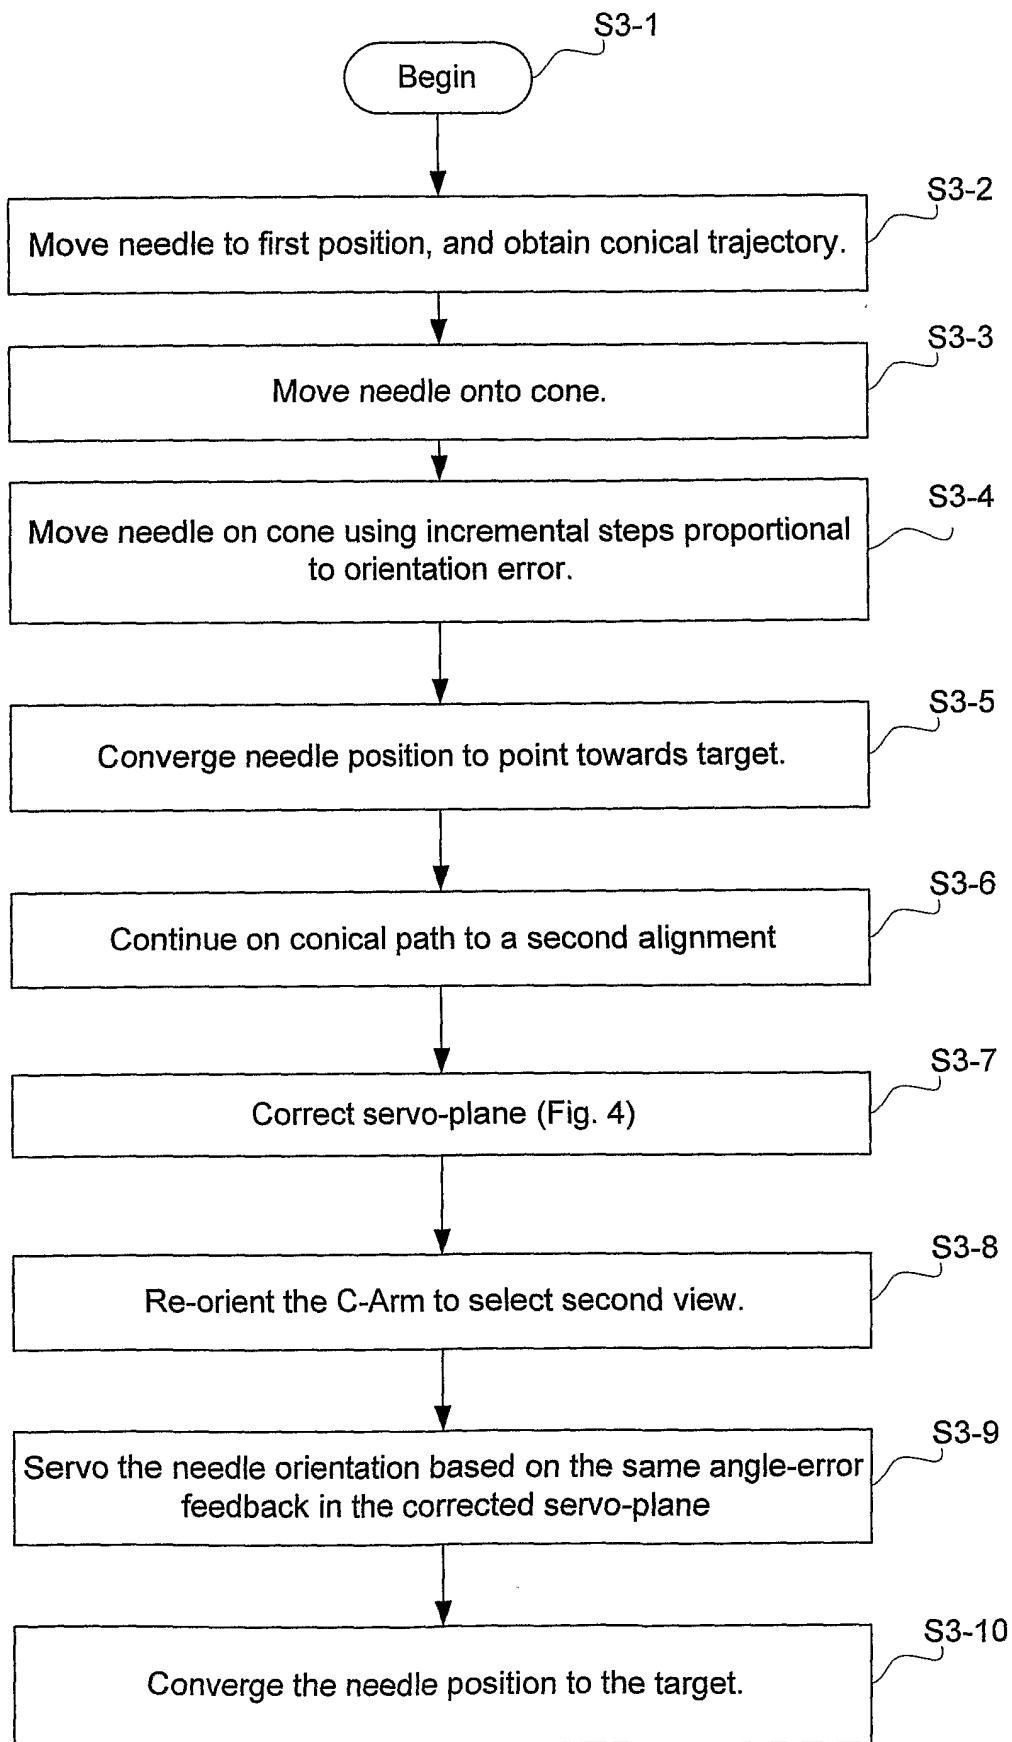 S3-1
Begin
S3-2
Move needle to first position, and obtain conical trajectory.
S3-3
Move needle onto cone.
S3-4
Move needle on cone using incremental steps proportional
to orientation error.
S3-5
Converge needle position to point towards target.
S3-6
Continue on conical path to a second alignment
S3-7
Correct servo-plane (Fig. 4)
S3-8
Re-orient the C-Arm to select second view.
S3-9
Servo the needle orientation based on the same angle-error
feedback in the corrected servo-plane
S3-10
Converge the needle position to the target.